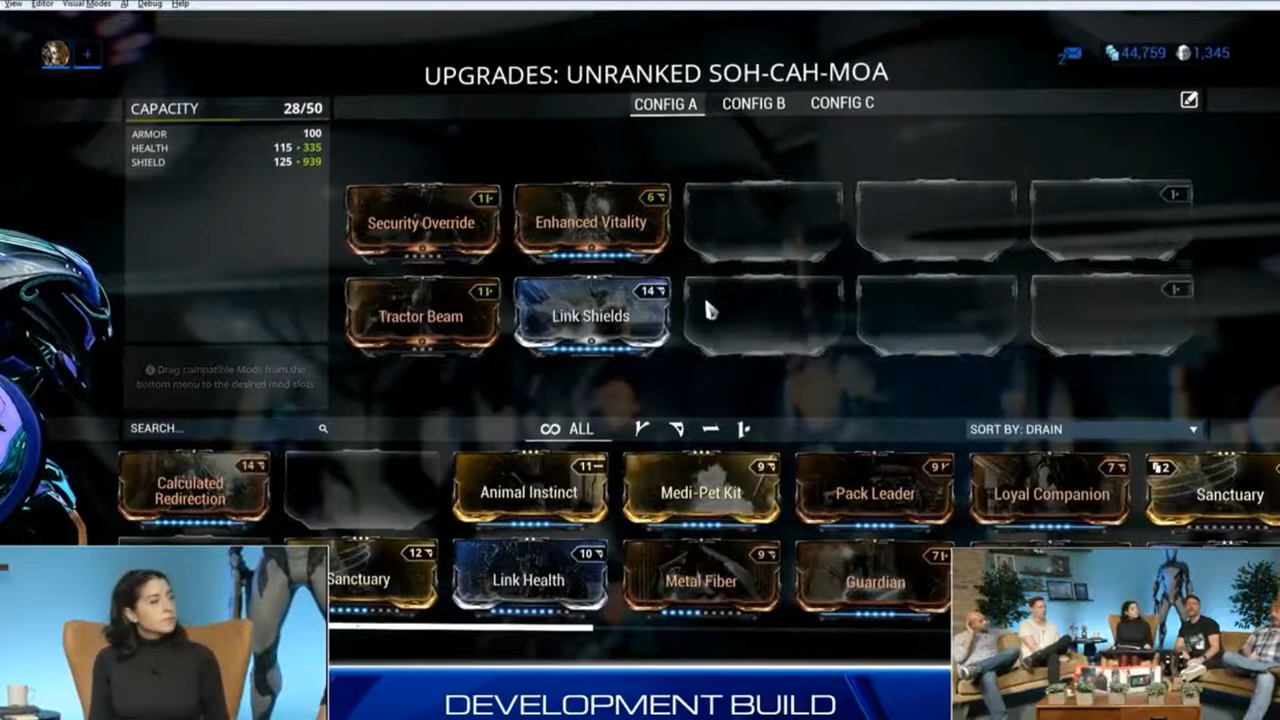 View Editor Visual Modes AI Debug Help
2 44,759 1,345
UPGRADES: UNRANKED SOH-CAH-MOA
CAPACITY 28/50
CONFIG A CONFIG B CONFIG C
ARMOR 100
HEALTH 115 335
SHIELD 125 939
Security Override 11
Enhanced Vitality 6
Tractor Beam 11
Link Shields 14
Drag compatible Mods from the
bottom menu to the desired mod slots
SEARCH...
ALL
SORT BY: DRAIN
Calculated
Redirection 14
Animal Instinct 11
Medi-Pet Kit 9
Pack Leader 9
Loyal Companion 7
2 Sanctuary
Sanctuary 12
Link Health 10
Metal Fiber 9
Guardian 7
DEVELOPMENT BUILD